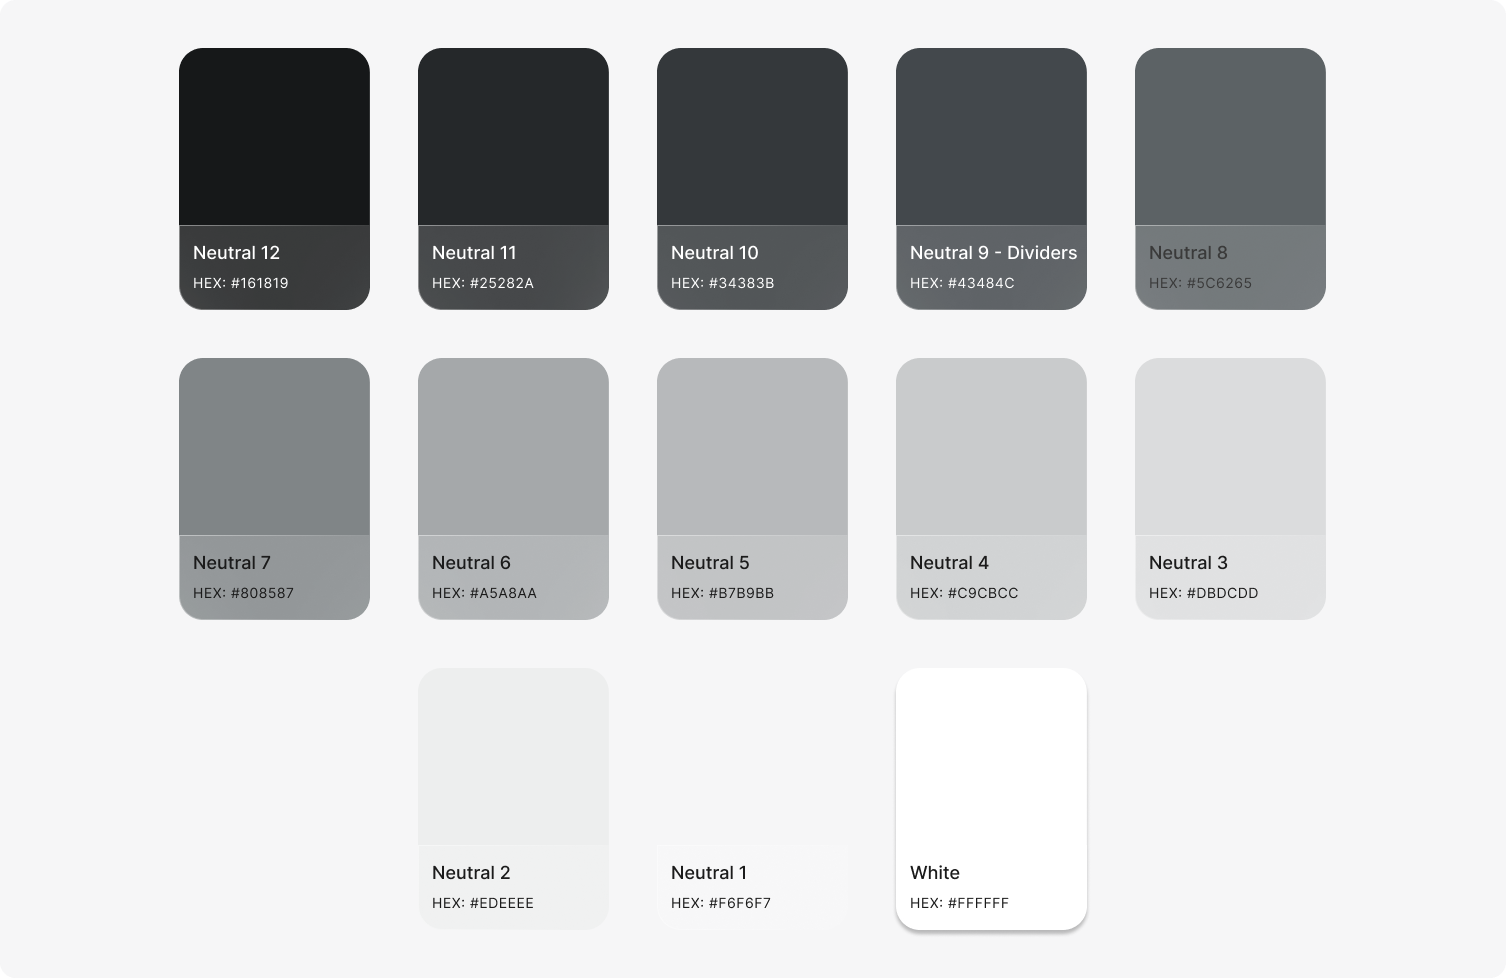 Neutral 12
HEX: #161819
Neutral 11
HEX: #25282A
Neutral 10
HEX: #34383B
Neutral 9 - Dividers
HEX: #43484C
Neutral 8
HEX: #5C6265
Neutral 7
HEX: #808587
Neutral 6
HEX: #A5A8AA
Neutral 5
HEX: #B7B9BB
Neutral 4
HEX: #C9CBCC
Neutral 3
HEX: #DBDCDD
Neutral 2
HEX: #EDEEEE
Neutral 1
HEX: #F6F6F7
White
HEX: #FFFFFF